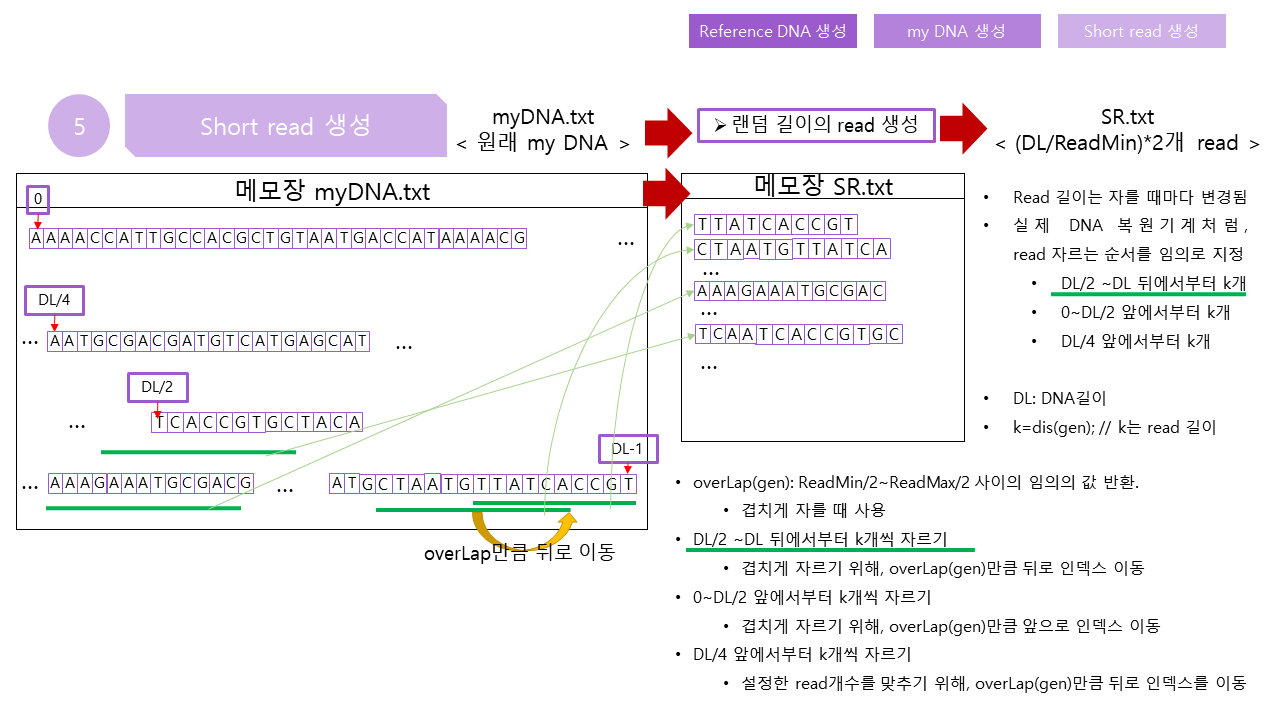 Reference DNA 생성
my DNA 생성
Short read 생성
5
Short read 생성
myDNA.txt
< 원래 my DNA >
➢ 랜덤 길이의 read 생성
SR.txt
< (DL/ReadMin)*2개 read >
메모장 myDNA.txt
0
AAAACCATTGCCACGCTGTAATGACCATAAAACG
...
DL/4
... AATGCGACGATGTCATGAGCAT ...
DL/2
... TCACCGTGCTACA
DL-1
... AAAGAAATGCGACG ... ATGCTAATGTTATCACCGT
overLap만큼 뒤로 이동
메모장 SR.txt
TTATCACCGT
CTAATGTTATCA
...
AAAGAAATGCGAC
...
TCAATCACCGTGC
...
• Read 길이는 자를 때마다 변경됨
• 실제 DNA 복원기계처럼,
read 자르는 순서를 임의로 지정
• DL/2 ~DL 뒤에서부터 k개
• 0~DL/2 앞에서부터 k개
• DL/4 앞에서부터 k개
• DL: DNA길이
• k=dis(gen); // k는 read 길이
• overLap(gen): ReadMin/2~ReadMax/2 사이의 임의의 값 반환.
• 겹치게 자를 때 사용
• DL/2 ~DL 뒤에서부터 k개씩 자르기
• 겹치게 자르기 위해, overLap(gen)만큼 뒤로 인덱스 이동
• 0~DL/2 앞에서부터 k개씩 자르기
• 겹치게 자르기 위해, overLap(gen)만큼 앞으로 인덱스 이동
• DL/4 앞에서부터 k개씩 자르기
• 설정한 read개수를 맞추기 위해, overLap(gen)만큼 뒤로 인덱스를 이동